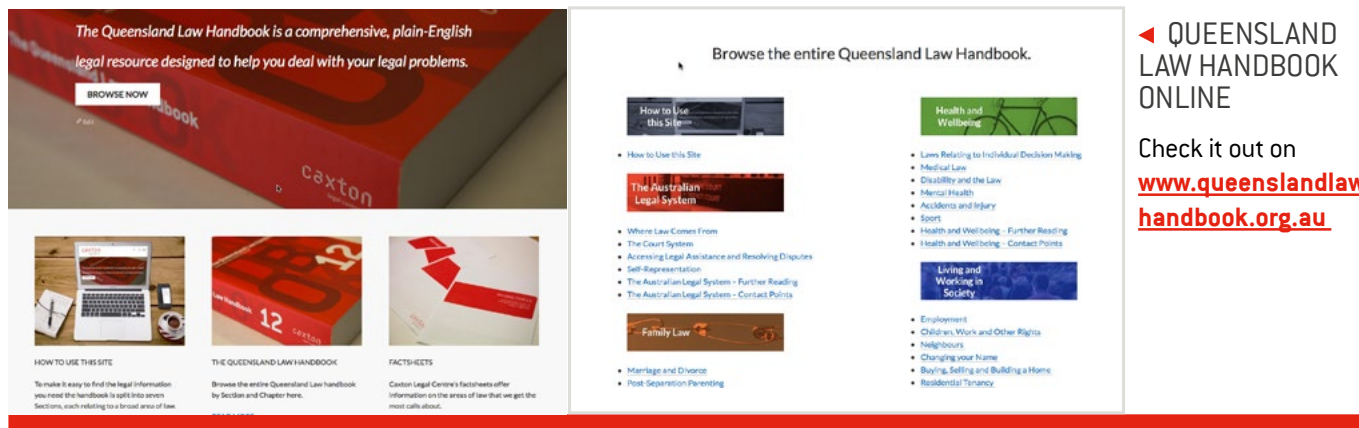 The Queensland Law Handbook is a comprehensive, plain-English
legal resource designed to help you deal with your legal problems.
BROWSE NOW
Edit
Handbook
caxton
HOW TO USE THIS SITE
To make it easy to find the legal information
you need the handbook is split into seven
Sections, each relating to a broad area of law.
Law Handbook 12 caxton
12
THE QUEENSLAND LAW HANDBOOK
Browse the entire Queensland Law handbook
by Section and Chapter here.
FACTSHEETS
Caxton Legal Centre's factsheets offer
information on the areas of law that we get the
most calls about.
Browse the entire Queensland Law Handbook.
How to Use
this Site
How to Use this Site
The Australian
Legal System
Where Law Comes From
The Court System
Accessing Legal Assistance and Resolving Disputes
Self-Representation
The Australian Legal System – Further Reading
The Australian Legal System – Contact Points
Family Law
Marriage and Divorce
Post-Separation Parenting
Health and
Wellbeing
Laws Relating to Individual Decision Making
Medical Law
Disability and the Law
Mental Health
Accidents and Injury
Sport
Health and Wellbeing – Further Reading
Health and Wellbeing – Contact Points
Living and
Working in
Society
Employment
Children, Work and Other Rights
Neighbours
Changing your Name
Buying, Selling and Building a Home
Residential Tenancy
QUEENSLAND
LAW HANDBOOK
ONLINE
Check it out on
www.queenslandlaw
handbook.org.au